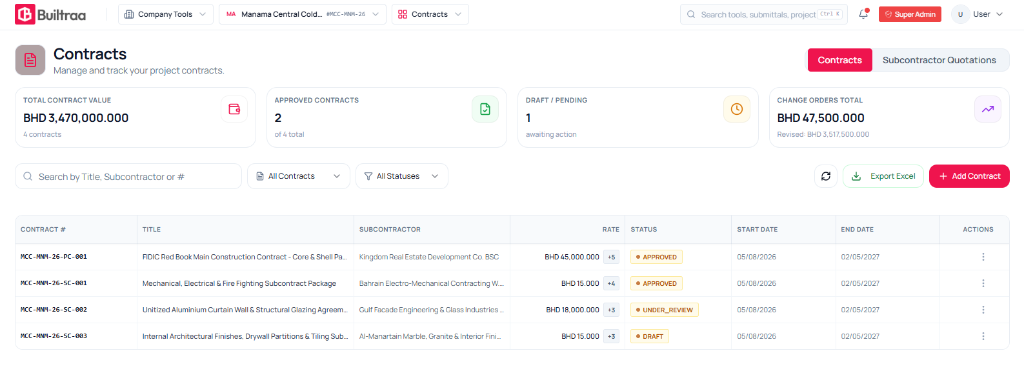 Builtraa
Company Tools
MA Manama Central Cold... #MCC-MNM-26
Contracts
Search tools, submittals, project
Ctrl K
Super Admin
U User
Contracts
Manage and track your project contracts.
Contracts
Subcontractor Quotations
TOTAL CONTRACT VALUE
BHD 3,470,000.000
4 contracts
APPROVED CONTRACTS
2
of 4 total
DRAFT / PENDING
1
awaiting action
CHANGE ORDERS TOTAL
BHD 47,500.000
Revised: BHD 3,517,500.000
Search by Title, Subcontractor or #
All Contracts
All Statuses
Export Excel
+ Add Contract
CONTRACT # TITLE SUBCONTRACTOR RATE STATUS START DATE END DATE ACTIONS
MCC-MNM-26-PC-001 FIDIC Red Book Main Construction Contract - Core & Shell Pa... Kingdom Real Estate Development Co. BSC BHD 45,000.000 +5 APPROVED 05/08/2026 02/05/2027
MCC-MNM-26-SC-001 Mechanical, Electrical & Fire Fighting Subcontract Package Bahrain Electro-Mechanical Contracting W... BHD 15.000 +4 APPROVED 05/08/2026 02/05/2027
MCC-MNM-26-SC-002 Unitized Aluminium Curtain Wall & Structural Glazing Agreem... Gulf Facade Engineering & Glass Industries ... BHD 18,000.000 +3 UNDER_REVIEW 05/08/2026 02/05/2027
MCC-MNM-26-SC-003 Internal Architectural Finishes, Drywall Partitions & Tiling Sub... Al-Manartain Marble, Granite & Interior Fini... BHD 15.000 +3 DRAFT 05/08/2026 02/05/2027